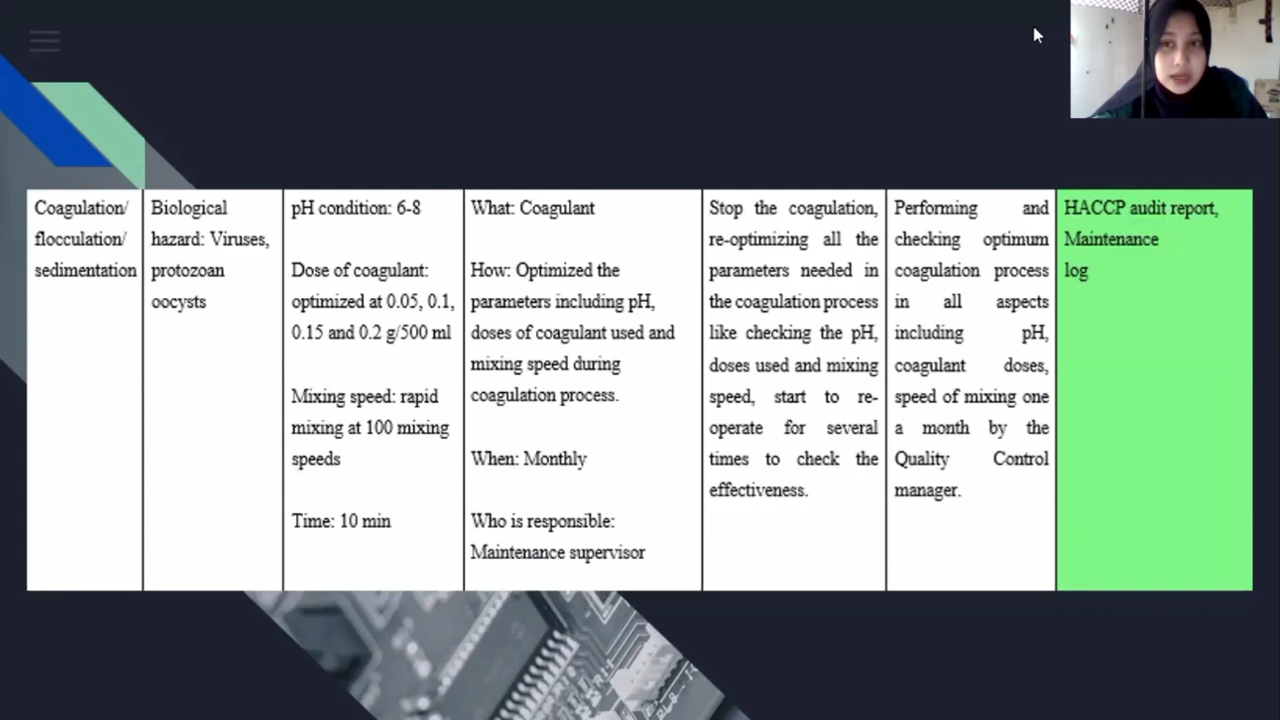 Coagulation/
flocculation/
sedimentation
Biological
hazard: Viruses,
protozoan
oocysts
pH condition: 6-8
Dose of coagulant:
optimized at 0.05, 0.1,
0.15 and 0.2 g/500 ml
Mixing speed: rapid
mixing at 100 mixing
speeds
Time: 10 min
What: Coagulant
How: Optimized the
parameters including pH,
doses of coagulant used and
mixing speed during
coagulation process.
When: Monthly
Who is responsible:
Maintenance supervisor
Stop the coagulation,
re-optimizing all the
parameters needed in
the coagulation process
like checking the pH,
doses used and mixing
speed, start to re-
operate for several
times to check the
effectiveness.
Performing and
checking optimum
coagulation process
in all aspects
including pH,
coagulant doses,
speed of mixing one
a month by the
Quality Control
manager.
HACCP audit report,
Maintenance
log